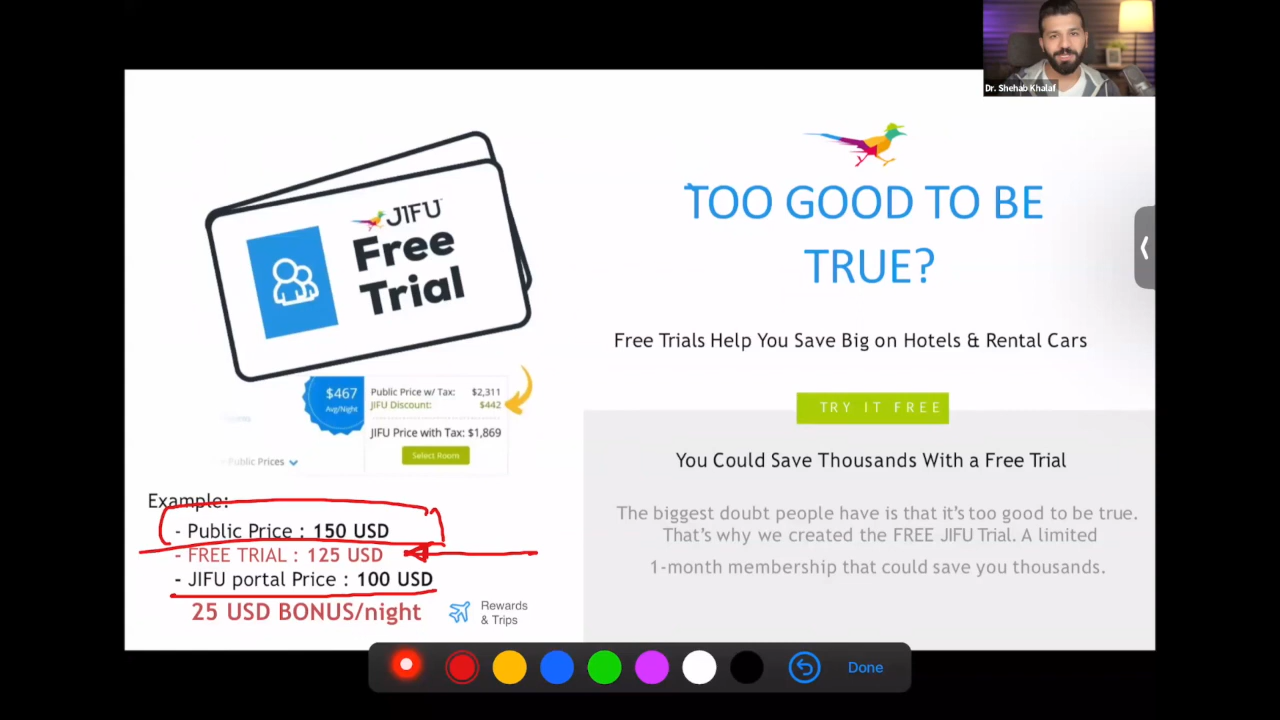 Dr. Shehab Khalaf
JIFU
Free
Trial
TOO GOOD TO BE
TRUE?
Free Trials Help You Save Big on Hotels & Rental Cars
$467
Avg/Night
Public Price w/ Tax: $2,311
JIFU Discount: $442
JIFU Price with Tax: $1,869
Select Room
Public Prices
TRY IT FREE
You Could Save Thousands With a Free Trial
The biggest doubt people have is that it's too good to be true.
That's why we created the FREE JIFU Trial. A limited
1-month membership that could save you thousands.
Example:
- Public Price : 150 USD
- FREE TRIAL : 125 USD
- JIFU portal Price : 100 USD
25 USD BONUS/night
Rewards
& Trips
Done